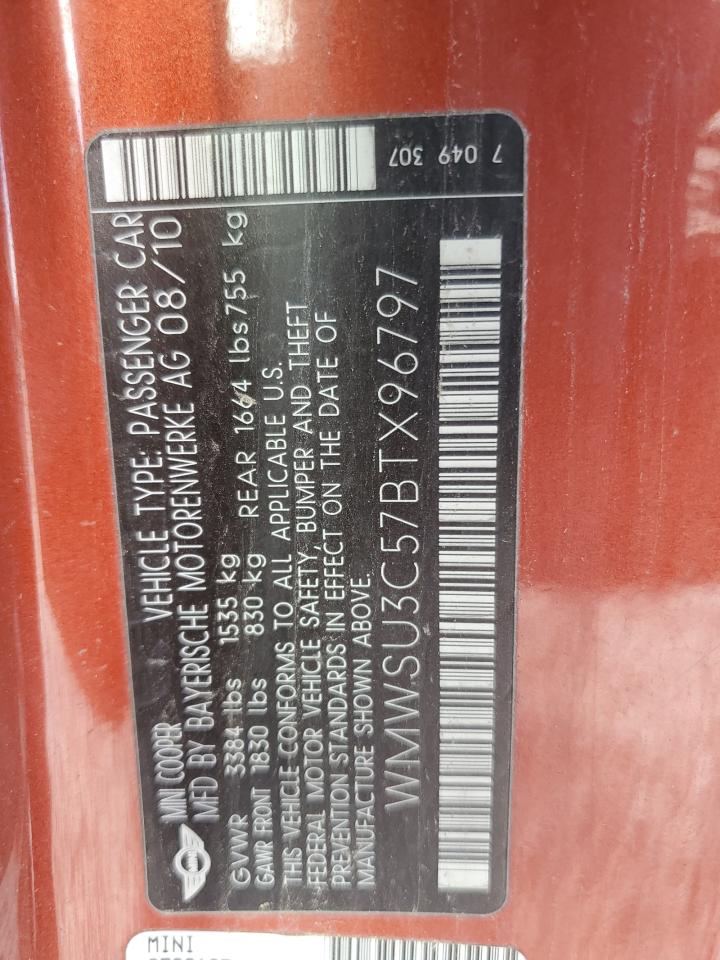 MINI COOPER VEHICLE TYPE: PASSENGER CAR
MFD BY BAYERISCHE MOTORENWERKE AG 08/10
GVWR 3384 lbs 1535 kg
GAWR FRONT 1830 lbs 830 kg REAR 1664 lbs 755 kg
THIS VEHICLE CONFORMS TO ALL APPLICABLE U.S.
FEDERAL MOTOR VEHICLE SAFETY, BUMPER AND THEFT
PREVENTION STANDARDS IN EFFECT ON THE DATE OF
MANUFACTURE SHOWN ABOVE.
WMWSU3C57BTX96797
7 049 307
MINI